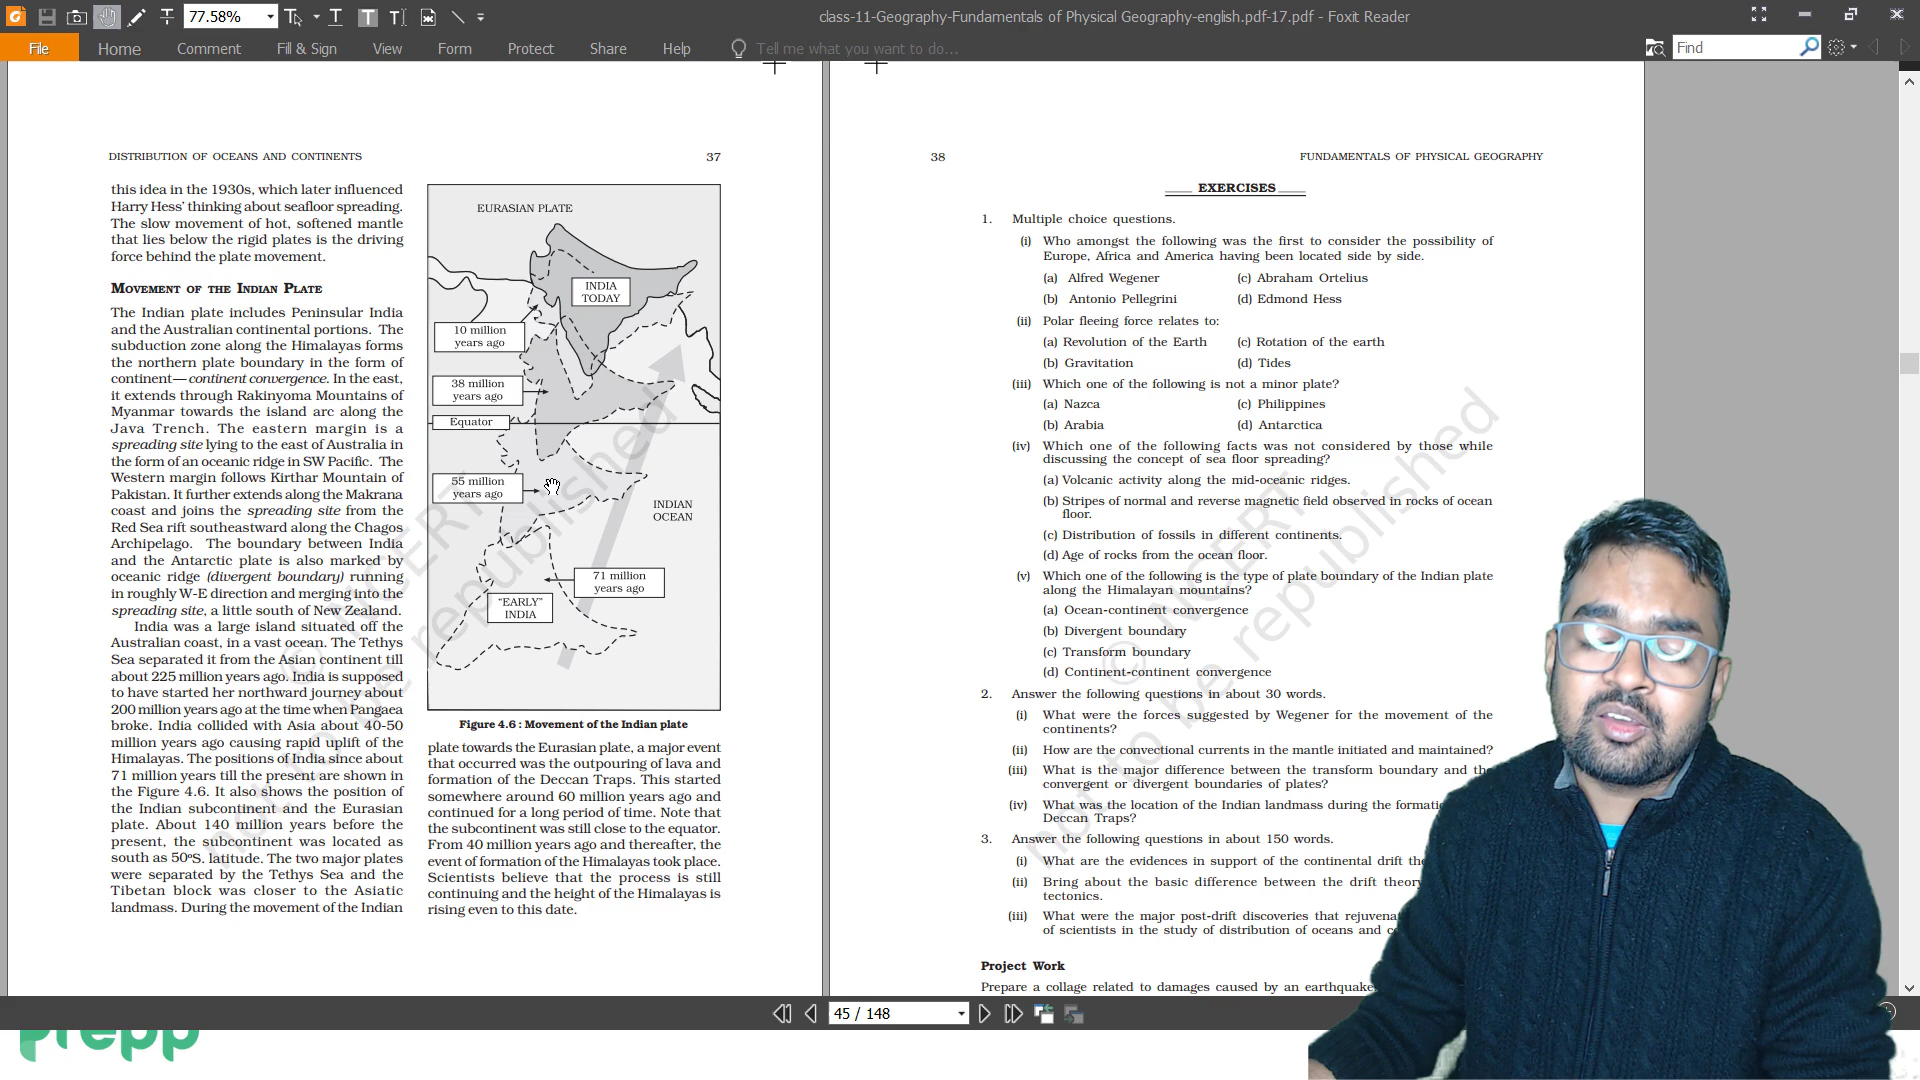 77.58%
class-11-Geography-Fundamentals of Physical Geography-english.pdf-17.pdf - Foxit Reader
File
Home
Comment
Fill & Sign
View
Form
Protect
Share
Help
Tell me what you want to do...
Find
DISTRIBUTION OF OCEANS AND CONTINENTS
37
this idea in the 1930s, which later influenced
Harry Hess' thinking about seafloor spreading.
The slow movement of hot, softened mantle
that lies below the rigid plates is the driving
force behind the plate movement.
MOVEMENT OF THE INDIAN PLATE
The Indian plate includes Peninsular India
and the Australian continental portions. The
subduction zone along the Himalayas forms
the northern plate boundary in the form of
continent— continent convergence. In the east,
it extends through Rakinyoma Mountains of
Myanmar towards the island arc along the
Java Trench. The eastern margin is a
spreading site lying to the east of Australia in
the form of an oceanic ridge in SW Pacific. The
Western margin follows Kirthar Mountain of
Pakistan. It further extends along the Makrana
coast and joins the spreading site from the
Red Sea rift southeastward along the Chagos
Archipelago. The boundary between India
and the Antarctic plate is also marked by
oceanic ridge (divergent boundary) running
in roughly W-E direction and merging into the
spreading site, a little south of New Zealand.
India was a large island situated off the
Australian coast, in a vast ocean. The Tethys
Sea separated it from the Asian continent till
about 225 million years ago. India is supposed
to have started her northward journey about
200 million years ago at the time when Pangaea
broke. India collided with Asia about 40-50
million years ago causing rapid uplift of the
Himalayas. The positions of India since about
71 million years till the present are shown in
the Figure 4.6. It also shows the position of
the Indian subcontinent and the Eurasian
plate. About 140 million years before the
present, the subcontinent was located as
south as 50°S. latitude. The two major plates
were separated by the Tethys Sea and the
Tibetan block was closer to the Asiatic
landmass. During the movement of the Indian
EURASIAN PLATE
INDIA
TODAY
10 million
years ago
38 million
years ago
Equator
55 million
years ago
INDIAN
OCEAN
71 million
years ago
"EARLY"
INDIA
Figure 4.6 : Movement of the Indian plate
plate towards the Eurasian plate, a major event
that occurred was the outpouring of lava and
formation of the Deccan Traps. This started
somewhere around 60 million years ago and
continued for a long period of time. Note that
the subcontinent was still close to the equator.
From 40 million years ago and thereafter, the
event of formation of the Himalayas took place.
Scientists believe that the process is still
continuing and the height of the Himalayas is
rising even to this date.
© NCERT
not to be republished
38
FUNDAMENTALS OF PHYSICAL GEOGRAPHY
EXERCISES
1. Multiple choice questions.
(i) Who amongst the following was the first to consider the possibility of
Europe, Africa and America having been located side by side.
(a) Alfred Wegener (c) Abraham Ortelius
(b) Antonio Pellegrini (d) Edmond Hess
(ii) Polar fleeing force relates to:
(a) Revolution of the Earth (c) Rotation of the earth
(b) Gravitation (d) Tides
(iii) Which one of the following is not a minor plate?
(a) Nazca (c) Philippines
(b) Arabia (d) Antarctica
(iv) Which one of the following facts was not considered by those while
discussing the concept of sea floor spreading?
(a) Volcanic activity along the mid-oceanic ridges.
(b) Stripes of normal and reverse magnetic field observed in rocks of ocean
floor.
(c) Distribution of fossils in different continents.
(d) Age of rocks from the ocean floor.
(v) Which one of the following is the type of plate boundary of the Indian plate
along the Himalayan mountains?
(a) Ocean-continent convergence
(b) Divergent boundary
(c) Transform boundary
(d) Continent-continent convergence
2. Answer the following questions in about 30 words.
(i) What were the forces suggested by Wegener for the movement of the
continents?
(ii) How are the convectional currents in the mantle initiated and maintained?
(iii) What is the major difference between the transform boundary and the
convergent or divergent boundaries of plates?
(iv) What was the location of the Indian landmass during the
Deccan Traps?
3. Answer the following questions in about 150 words.
(i) What are the evidences in support of the continental drift
(ii) Bring about the basic difference between the drift theory
tectonics.
(iii) What were the major post-drift discoveries that
of scientists in the study of distribution of oceans and
Project Work
Prepare a collage related to damages caused by an earthquake
© NCERT
not to be republished
45 / 148
prepp